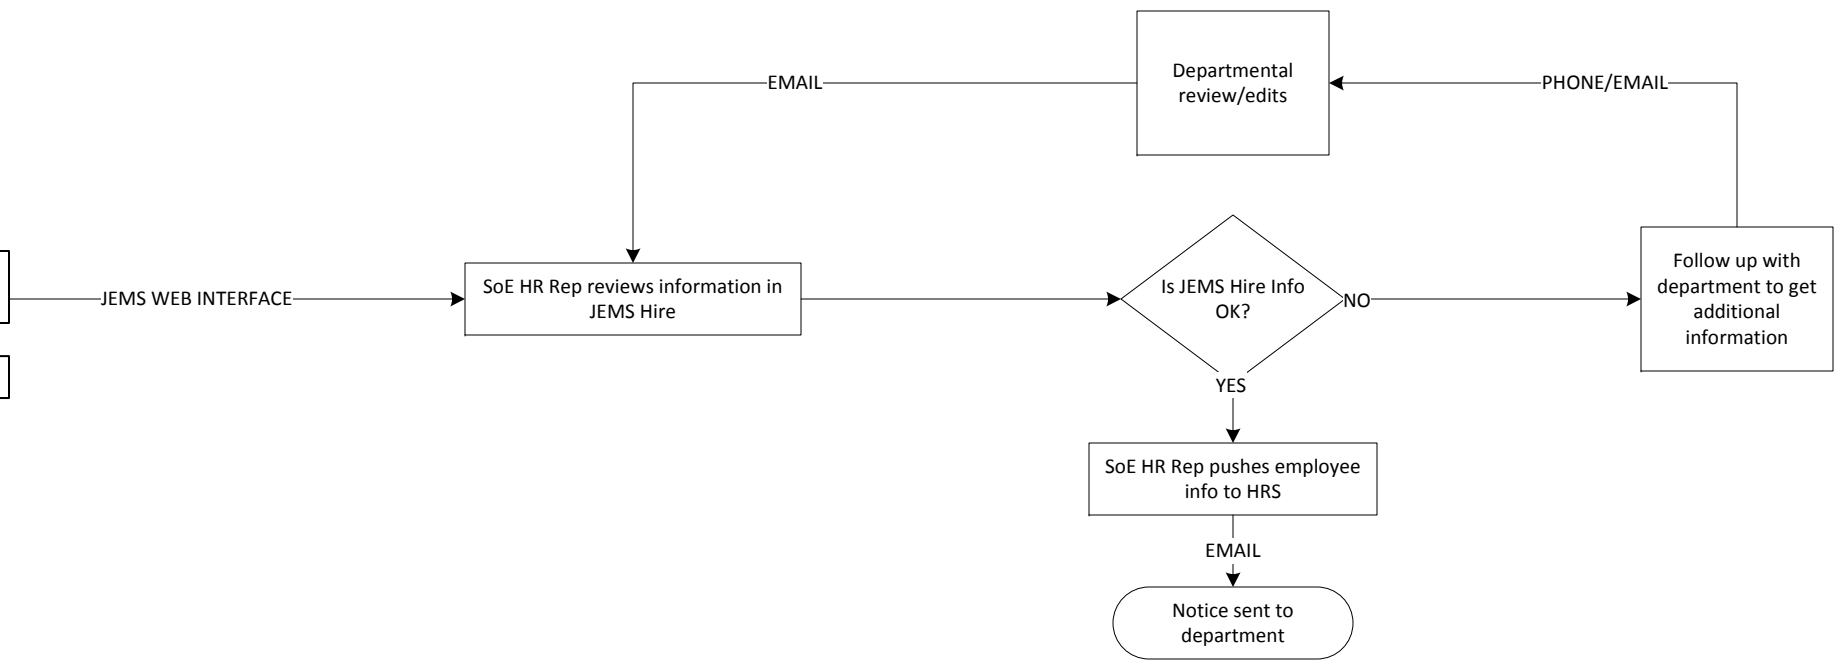 Departmental
review/edits
EMAIL
PHONE/EMAIL
JEMS WEB INTERFACE
SoE HR Rep reviews information in
JEMS Hire
Is JEMS Hire Info
OK?
NO
Follow up with
department to get
additional
information
YES
SoE HR Rep pushes employee
info to HRS
EMAIL
Notice sent to
department